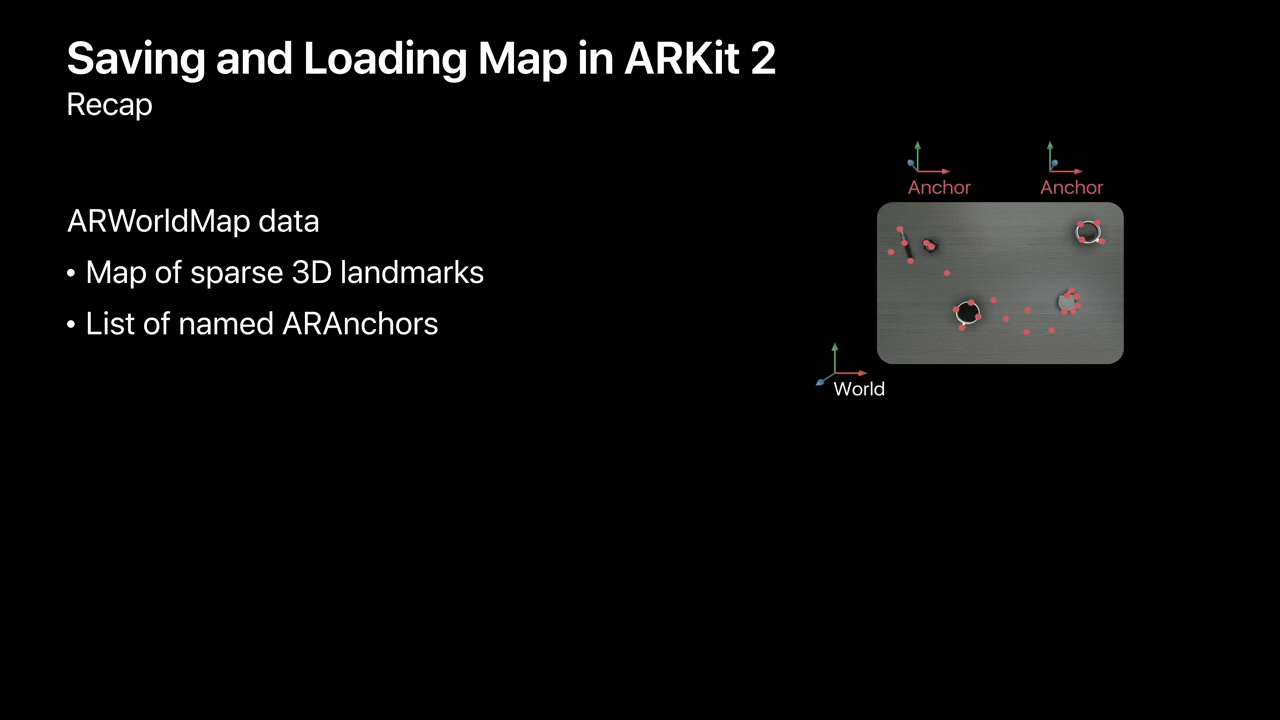 Saving and Loading Map in ARKit 2
Recap
ARWorldMap data
• Map of sparse 3D landmarks
• List of named ARAnchors
Anchor
Anchor
World